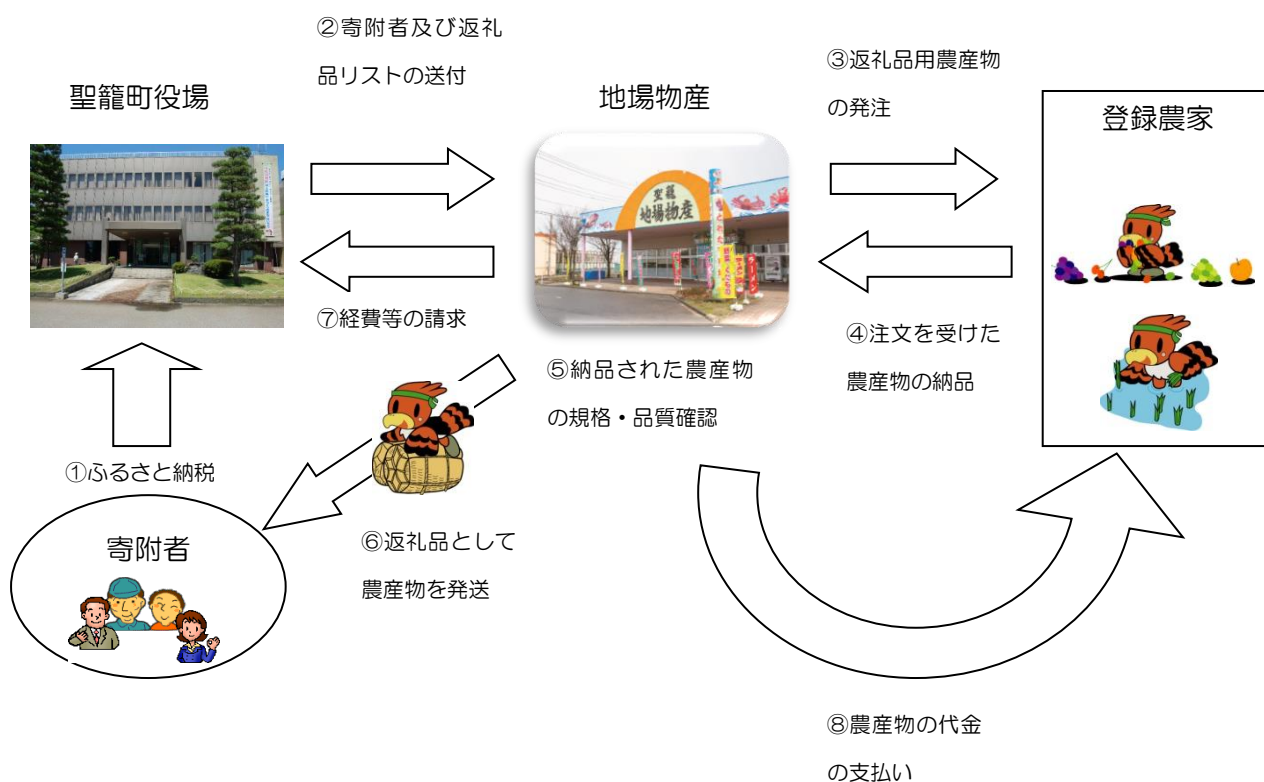 ②寄附者及び返礼
品リストの送付
聖籠町役場
地場物産
③返礼品用農産物
の発注
登録農家
聖籠
地場物産
⑦経費等の請求
④注文を受けた
農産物の納品
⑤納品された農産物
の規格・品質確認
①ふるさと納税
寄附者
⑥返礼品として
農産物を発送
⑧農産物の代金
の支払い